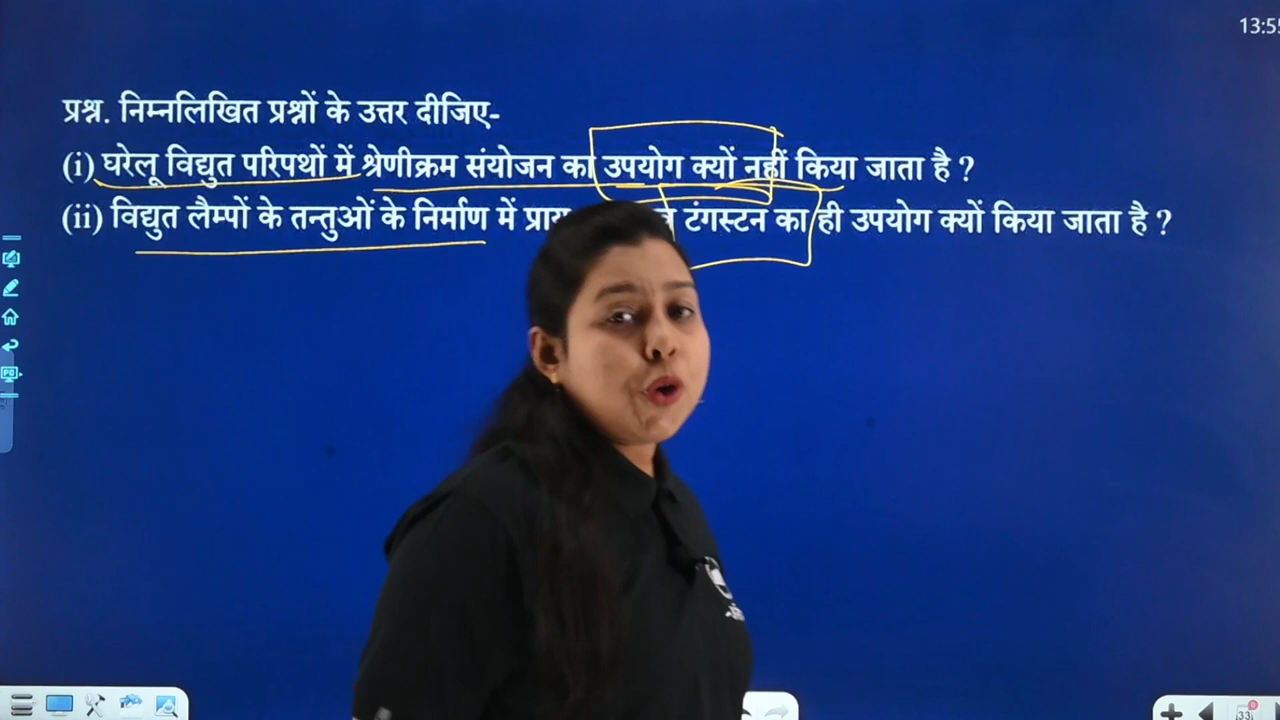 13:55
प्रश्न. निम्नलिखित प्रश्नों के उत्तर दीजिए-
(i) घरेलू विद्युत परिपथों में श्रेणीक्रम संयोजन का उपयोग क्यों नहीं किया जाता है ?
(ii) विद्युत लैम्पों के तन्तुओं के निर्माण में टंगस्टन का ही उपयोग क्यों किया जाता है ?
33